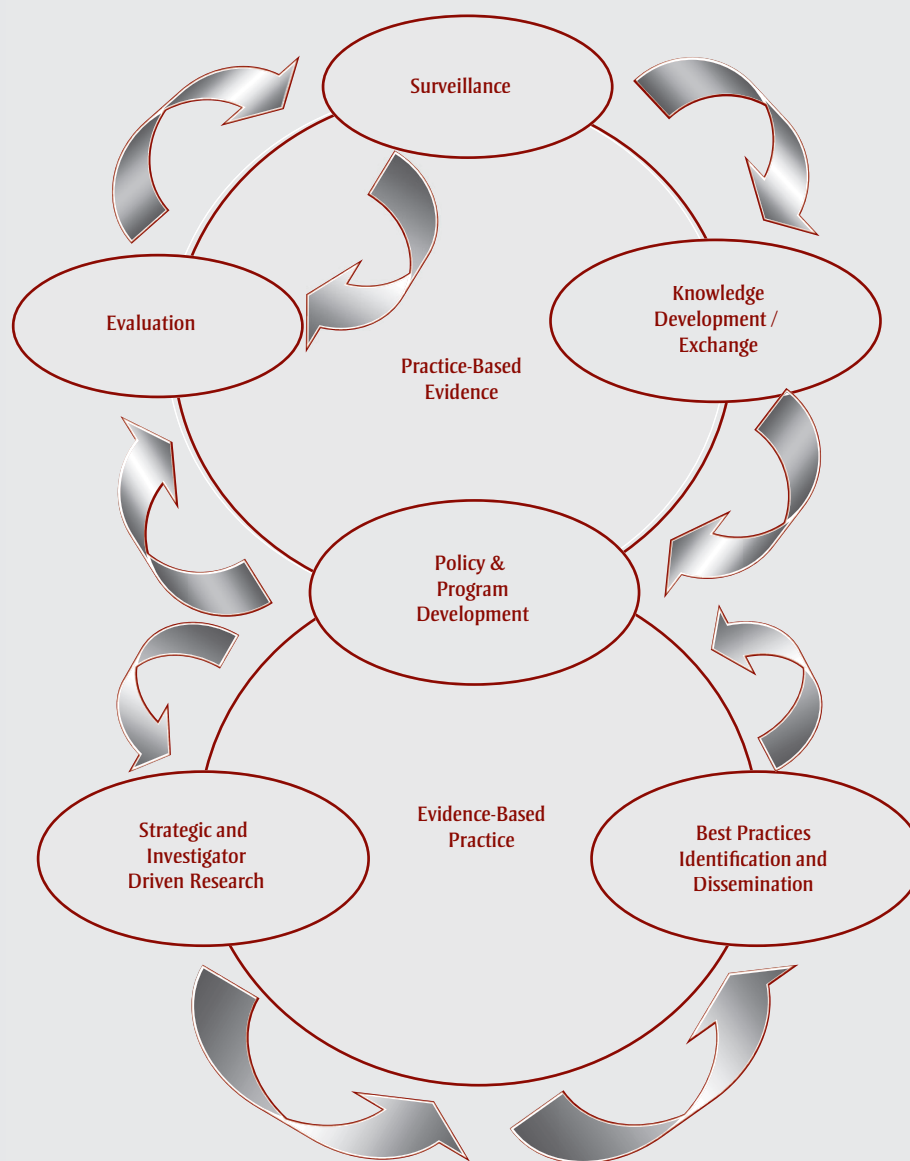 Surveillance
Evaluation
Knowledge
Development /
Exchange
Practice-Based
Evidence
Policy &
Program
Development
Evidence-Based
Practice
Strategic and
Investigator
Driven Research
Best Practices
Identification and
Dissemination